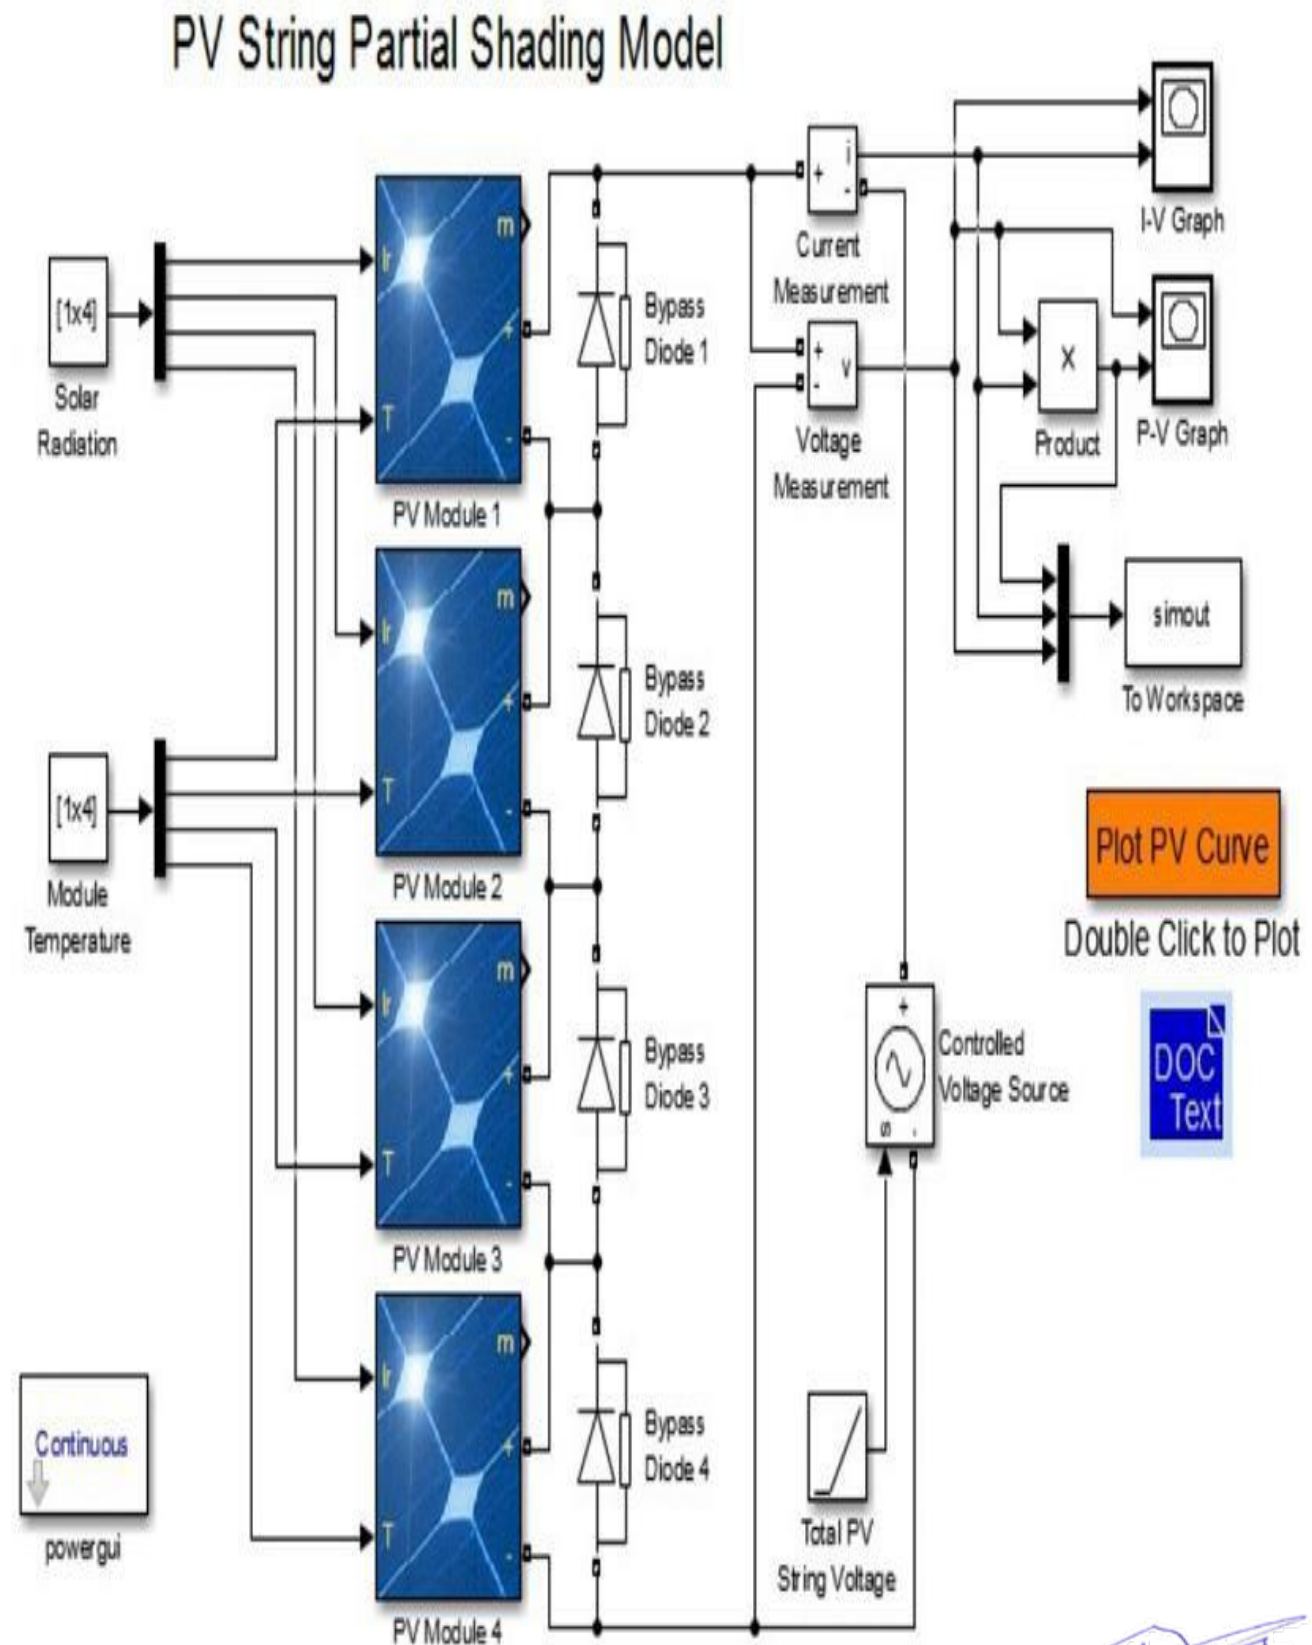 PV String Partial Shading Model
[1x4]
Solar
Radiation
[1x4]
Module
Temperature
Continuous
powergui
Ir
T
m
+
-
PV Module 1
Ir
T
m
+
-
PV Module 2
Ir
T
m
+
-
PV Module 3
Ir
T
m
+
-
PV Module 4
Bypass
Diode 1
Bypass
Diode 2
Bypass
Diode 3
Bypass
Diode 4
+
i
-
Current
Measurement
+
-
v
Voltage
Measurement
I-V Graph
×
Product
P-V Graph
simout
To Workspace
Plot PV Curve
Double Click to Plot
DOC
Text
+
s
-
Controlled
Voltage Source
Total PV
String Voltage